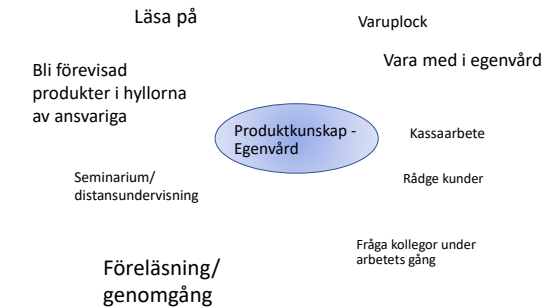 Läsa på
Varuplock
Vara med i egenvård
Bli förevisad
produkter i hyllorna
av ansvariga
Produktkunskap -
Egenvård
Kassaarbete
Seminarium/
distansundervisning
Rådge kunder
Fråga kollegor under
arbetets gång
Föreläsning/
genomgång